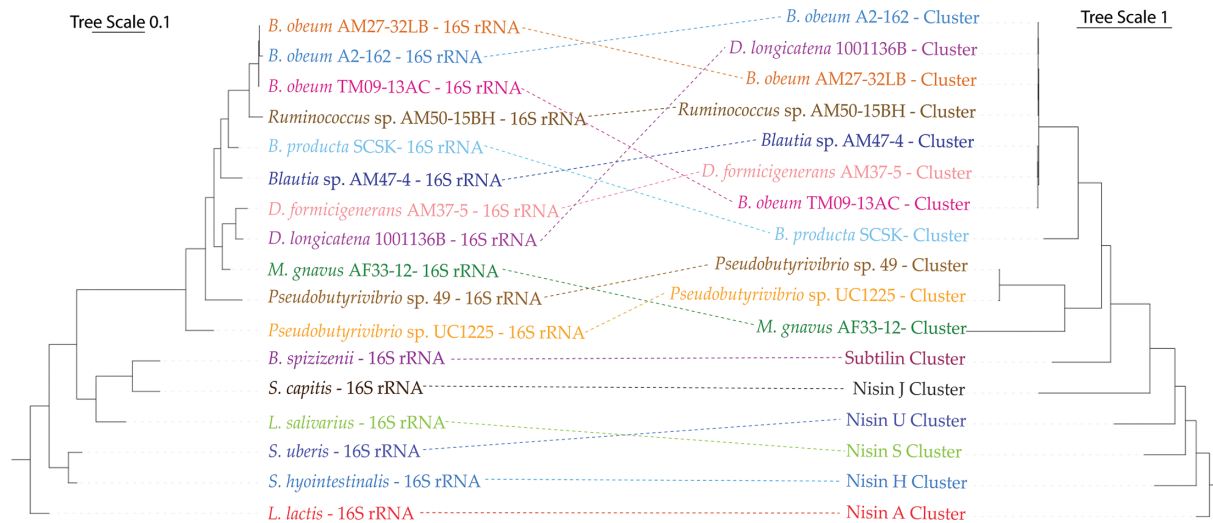 Tree Scale 0.1
B. obeum AM27-32LB - 16S rRNA
B. obeum A2-162 - 16S rRNA
B. obeum TM09-13AC - 16S rRNA
Ruminococcus sp. AM50-15BH - 16S rRNA
B. producta SCSK- 16S rRNA
Blautia sp. AM47-4 - 16S rRNA
D. formicigenerans AM37-5 - 16S rRNA
D. longicatena 1001136B - 16S rRNA
M. gnavus AF33-12- 16S rRNA
Pseudobutyrivibrio sp. 49 - 16S rRNA
Pseudobutyrivibrio sp. UC1225 - 16S rRNA
B. spizizenii - 16S rRNA
S. capitis - 16S rRNA
L. salivarius - 16S rRNA
S. uberis - 16S rRNA
S. hyointestinalis - 16S rRNA
L. lactis - 16S rRNA
Tree Scale 1
B. obeum A2-162 - Cluster
D. longicatena 1001136B - Cluster
B. obeum AM27-32LB - Cluster
Ruminococcus sp. AM50-15BH - Cluster
Blautia sp. AM47-4 - Cluster
D. formicigenerans AM37-5 - Cluster
B. obeum TM09-13AC - Cluster
B. producta SCSK- Cluster
Pseudobutyrivibrio sp. 49 - Cluster
Pseudobutyrivibrio sp. UC1225 - Cluster
M. gnavus AF33-12- Cluster
Subtilin Cluster
Nisin J Cluster
Nisin U Cluster
Nisin S Cluster
Nisin H Cluster
Nisin A Cluster